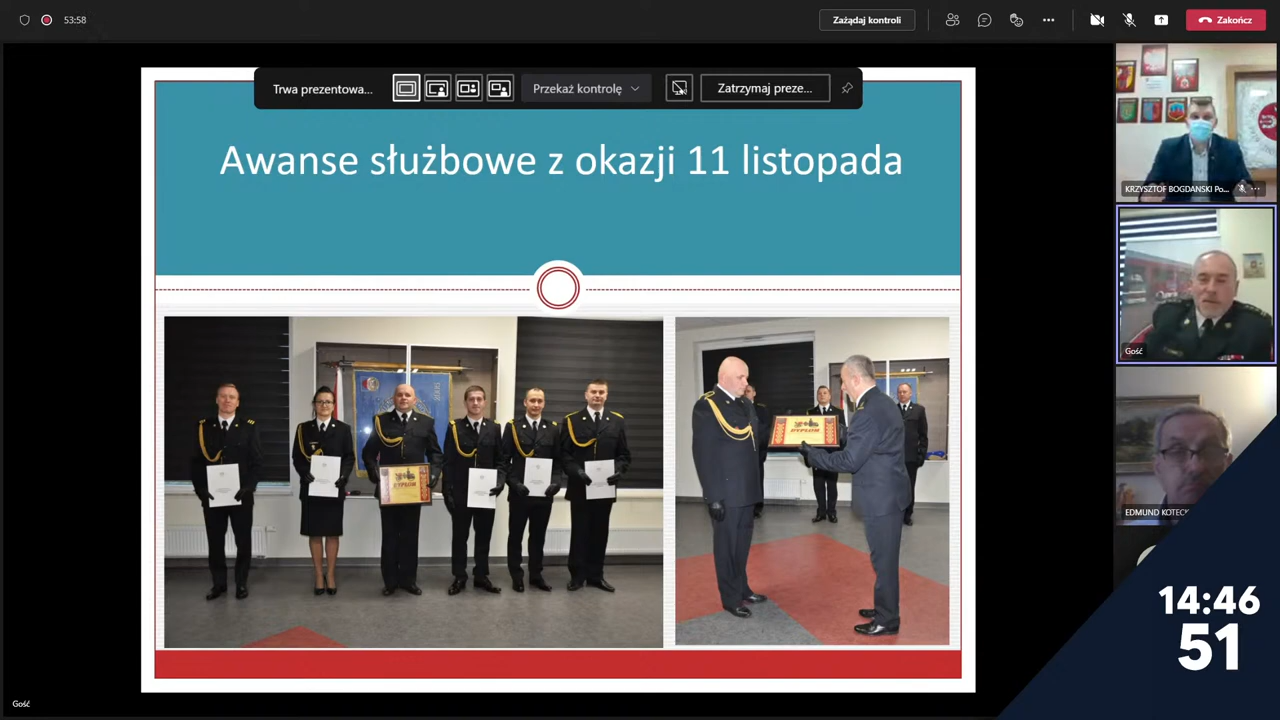 53:58
Zażądaj kontroli
Zakończ
Trwa prezentowa...
Przekaż kontrolę
Zatrzymaj preze...
Awanse służbowe z okazji 11 listopada
DYPLOM
DYPLOM
KRZYSZTOF BOGDANSKI Po...
Gość
EDMUND KOTECK
14:46
51
Gość